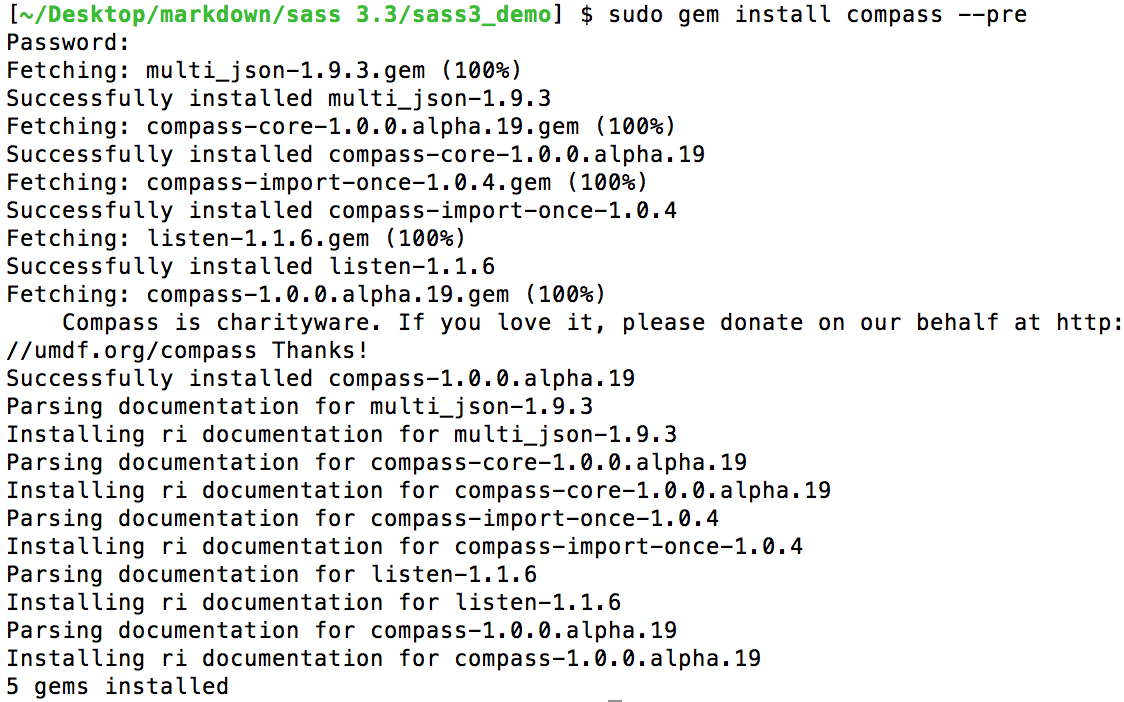 [~/Desktop/markdown/sass 3.3/sass3_demo] $ sudo gem install compass --pre
Password:
Fetching: multi_json-1.9.3.gem (100%)
Successfully installed multi_json-1.9.3
Fetching: compass-core-1.0.0.alpha.19.gem (100%)
Successfully installed compass-core-1.0.0.alpha.19
Fetching: compass-import-once-1.0.4.gem (100%)
Successfully installed compass-import-once-1.0.4
Fetching: listen-1.1.6.gem (100%)
Successfully installed listen-1.1.6
Fetching: compass-1.0.0.alpha.19.gem (100%)
    Compass is charityware. If you love it, please donate on our behalf at http:
//umdf.org/compass Thanks!
Successfully installed compass-1.0.0.alpha.19
Parsing documentation for multi_json-1.9.3
Installing ri documentation for multi_json-1.9.3
Parsing documentation for compass-core-1.0.0.alpha.19
Installing ri documentation for compass-core-1.0.0.alpha.19
Parsing documentation for compass-import-once-1.0.4
Installing ri documentation for compass-import-once-1.0.4
Parsing documentation for listen-1.1.6
Installing ri documentation for listen-1.1.6
Parsing documentation for compass-1.0.0.alpha.19
Installing ri documentation for compass-1.0.0.alpha.19
5 gems installed